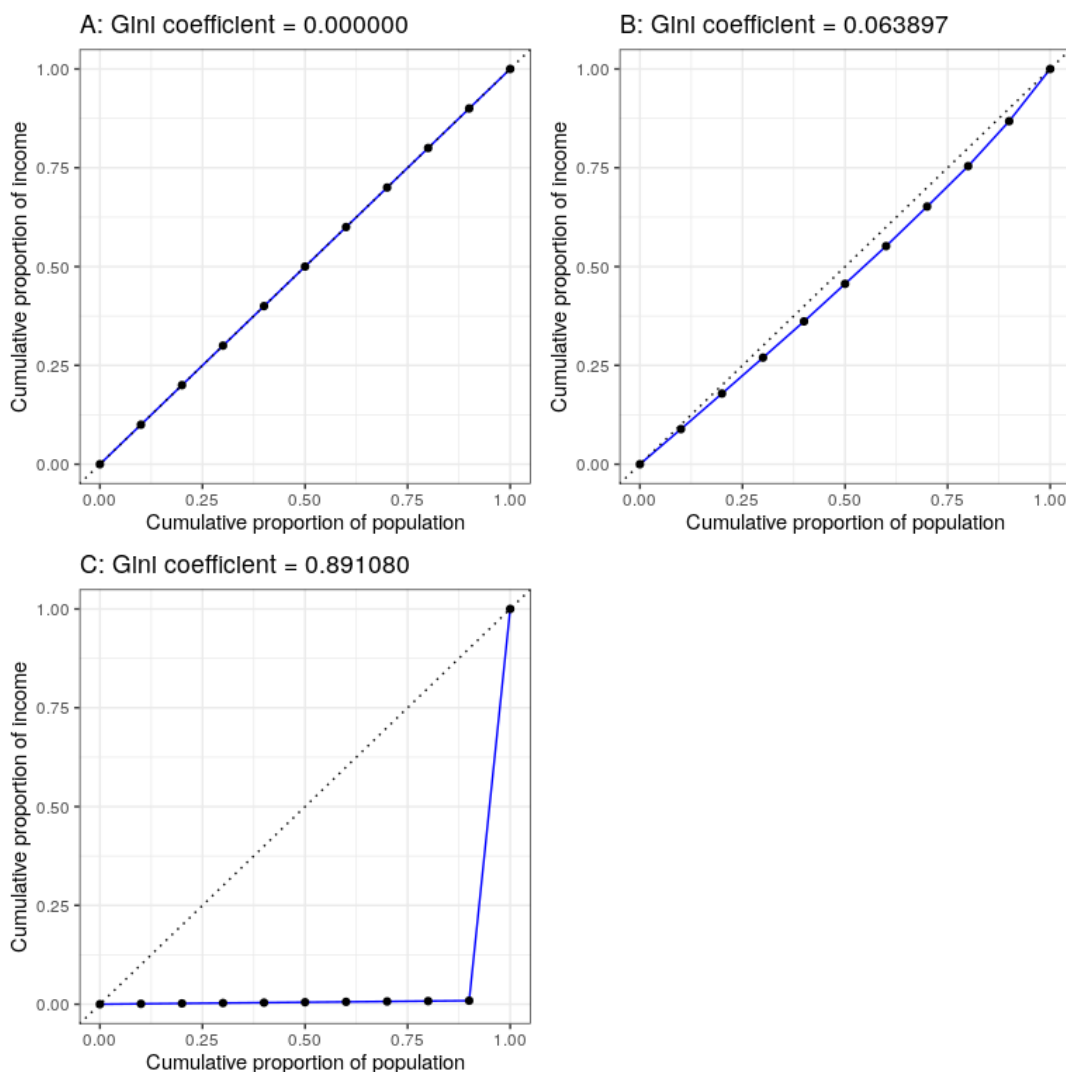 A: GinI coefficient = 0.000000
1.00
0.75
0.50
0.25
0.00
Cumulative proportion of income
0.00 0.25 0.50 0.75 1.00
Cumulative proportion of population
B: GinI coefficient = 0.063897
1.00
0.75
0.50
0.25
0.00
Cumulative proportion of income
0.00 0.25 0.50 0.75 1.00
Cumulative proportion of population
C: GinI coefficient = 0.891080
1.00
0.75
0.50
0.25
0.00
Cumulative proportion of income
0.00 0.25 0.50 0.75 1.00
Cumulative proportion of population